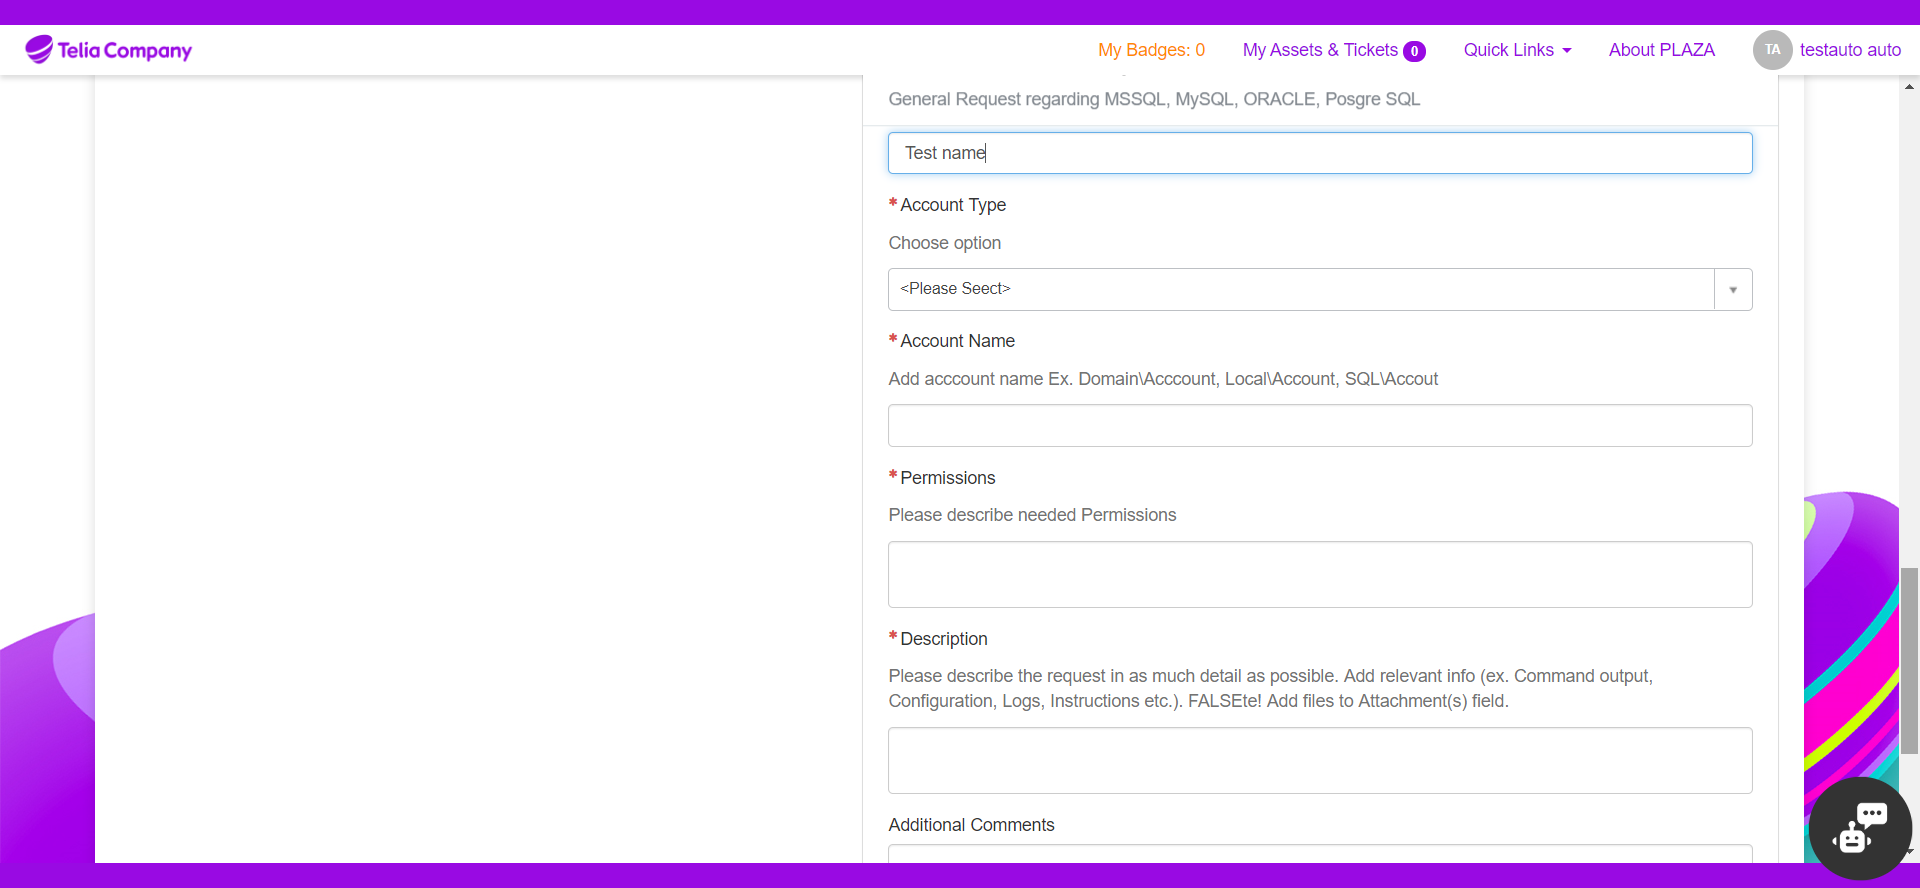 Telia Company
My Badges: 0
My Assets & Tickets 0
Quick Links
About PLAZA
TA
testauto auto
General Request regarding MSSQL, MySQL, ORACLE, Posgre SQL
Test name
* Account Type
Choose option
<Please Seect>
* Account Name
Add acccount name Ex. Domain\Acccount, Local\Account, SQL\Accout
* Permissions
Please describe needed Permissions
* Description
Please describe the request in as much detail as possible. Add relevant info (ex. Command output,
Configuration, Logs, Instructions etc.). FALSEte! Add files to Attachment(s) field.
Additional Comments